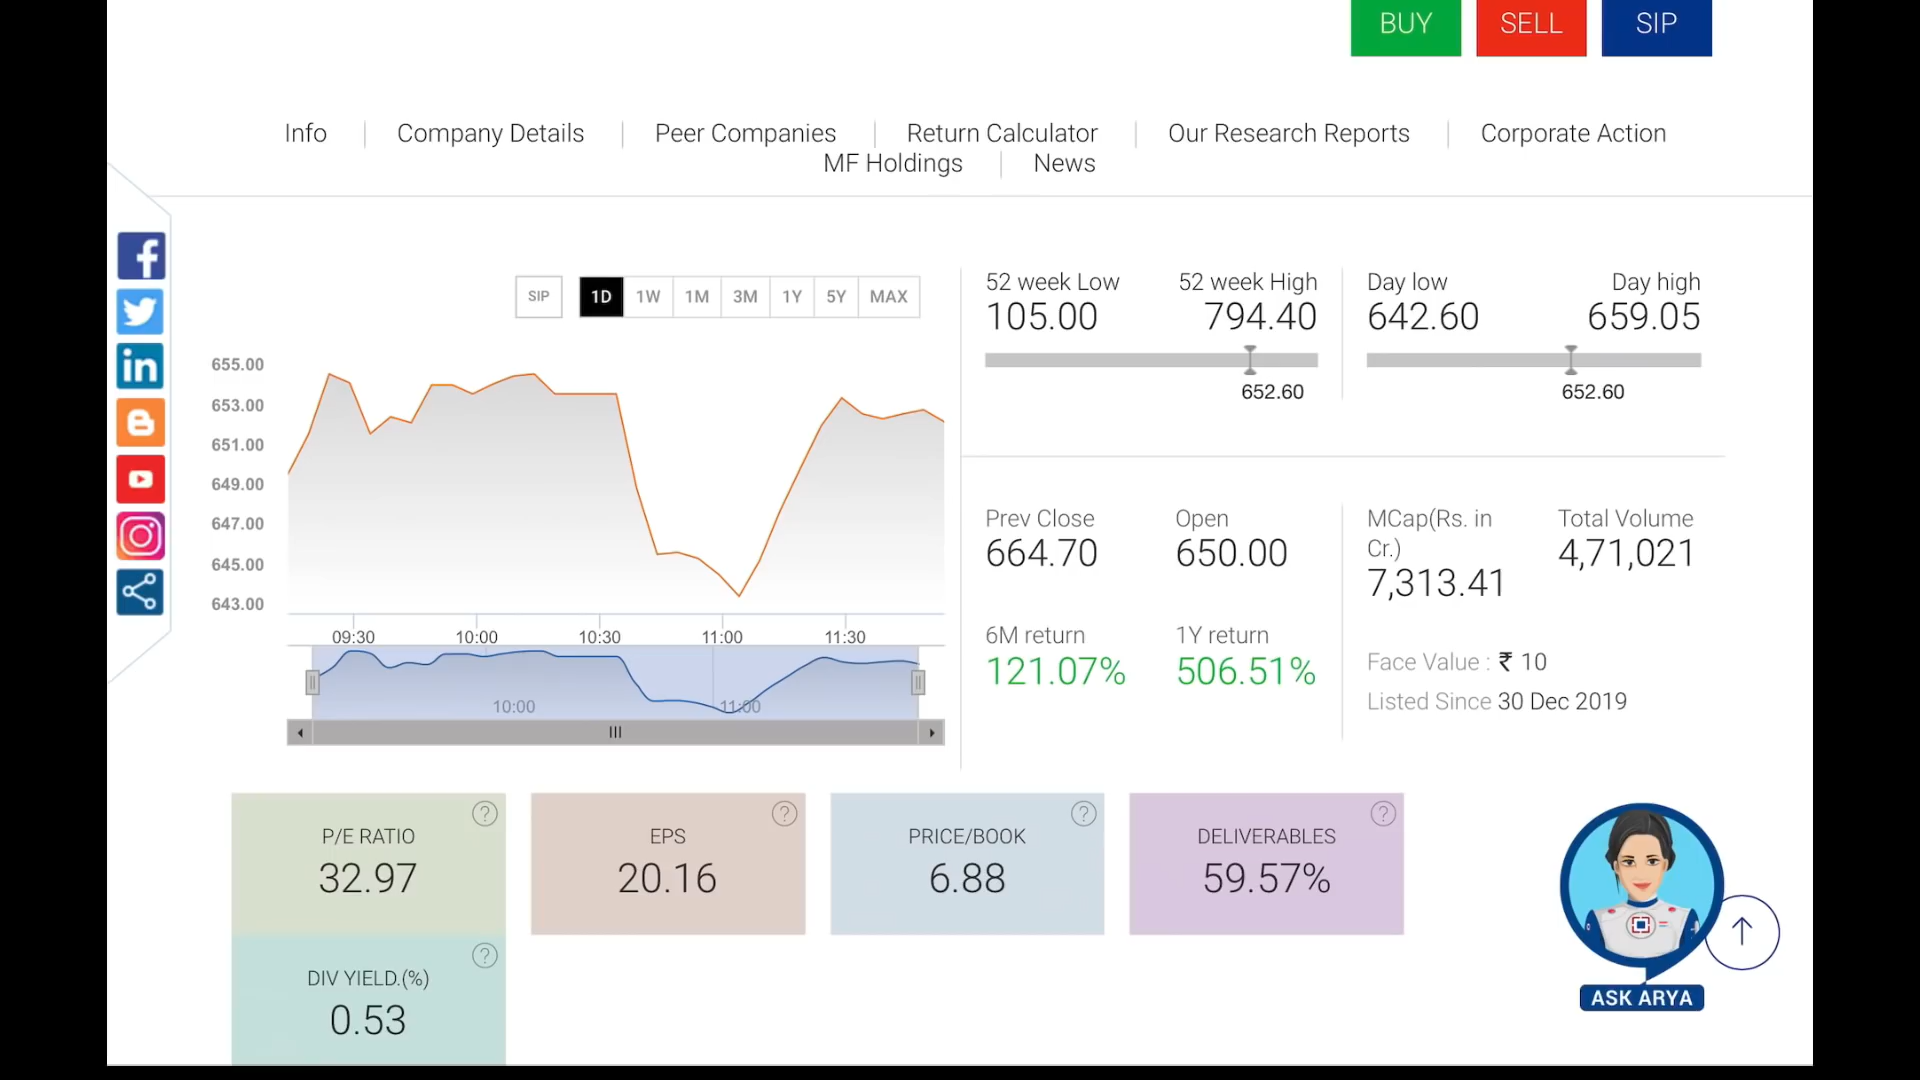 BUY SELL SIP
Info Company Details Peer Companies Return Calculator Our Research Reports Corporate Action
MF Holdings News
SIP 1D 1W 1M 3M 1Y 5Y MAX
655.00
653.00
651.00
649.00
647.00
645.00
643.00
09:30 10:00 10:30 11:00 11:30
10:00 11:00
52 week Low 52 week High
105.00 794.40
652.60
Day low Day high
642.60 659.05
652.60
Prev Close Open
664.70 650.00
6M return 1Y return
121.07% 506.51%
MCap(Rs. in
Cr.)
7,313.41
Total Volume
4,71,021
Face Value : ₹ 10
Listed Since 30 Dec 2019
?
P/E RATIO
32.97
?
EPS
20.16
?
PRICE/BOOK
6.88
?
DELIVERABLES
59.57%
?
DIV YIELD.(%)
0.53
ASK ARYA